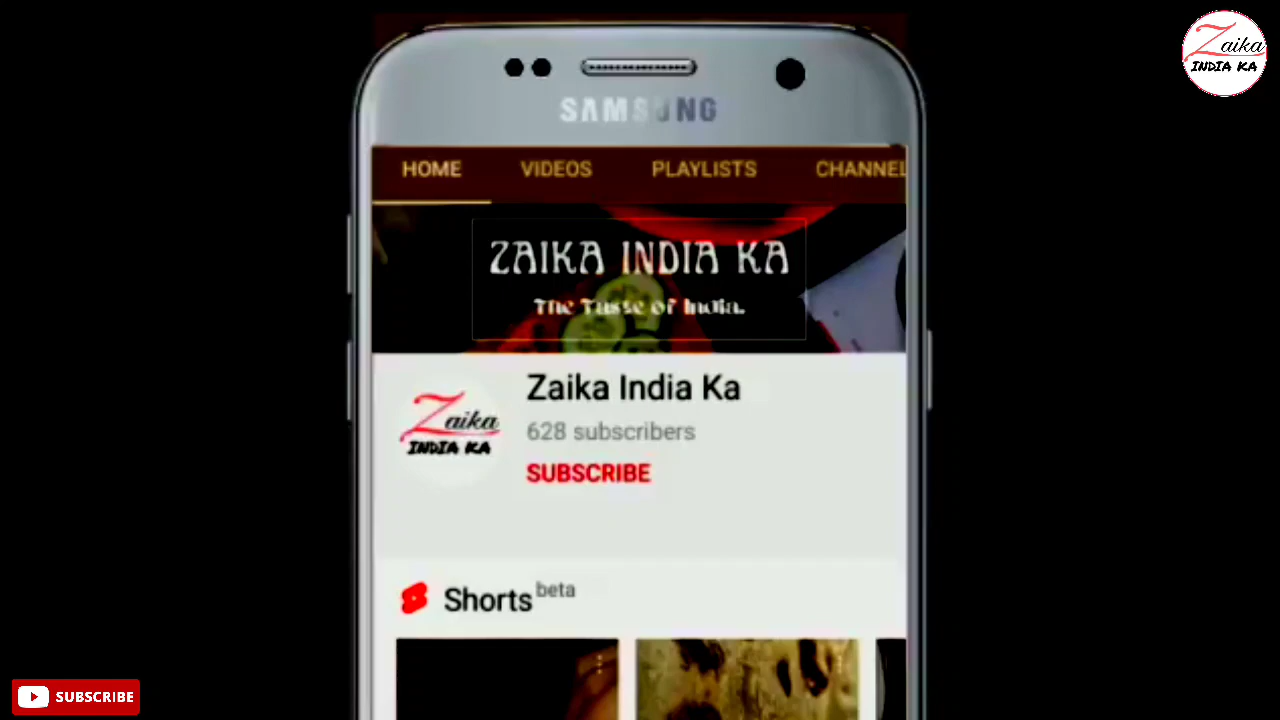 Zaika
INDIA KA
SAMSUNG
HOME VIDEOS PLAYLISTS CHANNEL
ZAIKA INDIA KA
The Taste of India.
Zaika
INDIA KA
Zaika India Ka
628 subscribers
SUBSCRIBE
Shorts beta
SUBSCRIBE